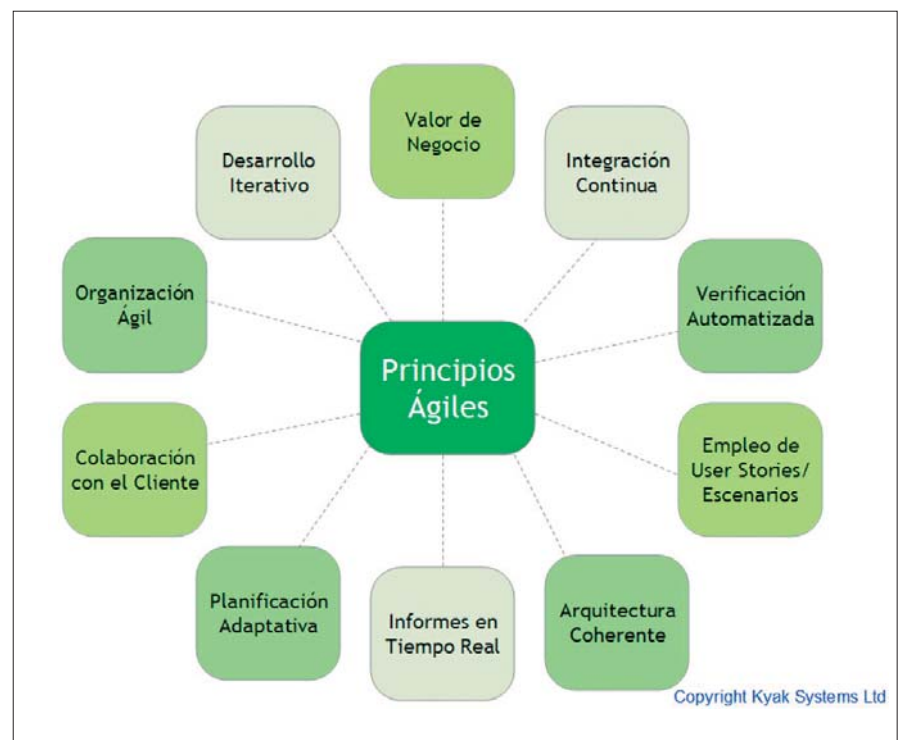 Valor de
Negocio
Desarrollo
Iterativo
Integración
Continua
Organización
Ágil
Verificación
Automatizada
Principios
Ágiles
Colaboración
con el Cliente
Empleo de
User Stories/
Escenarios
Planificación
Adaptativa
Informes en
Tiempo Real
Arquitectura
Coherente
Copyright Kyak Systems Ltd